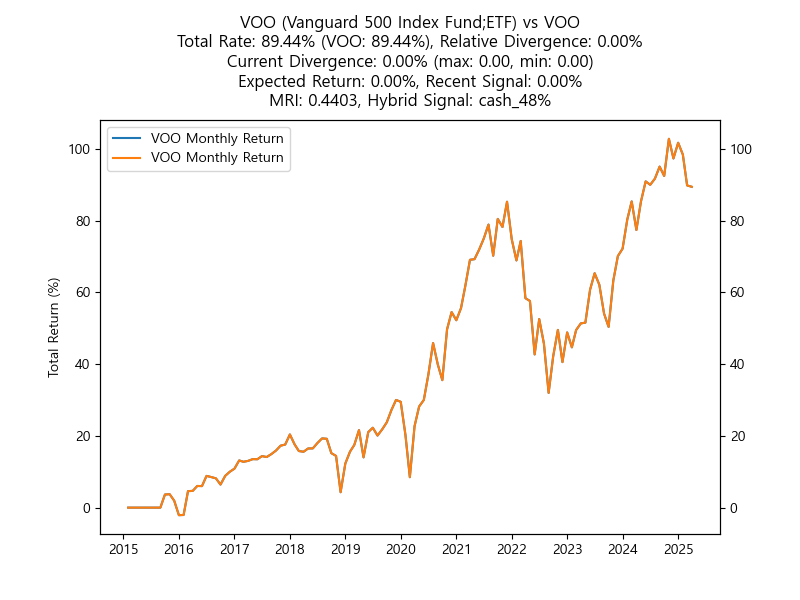 VOO (Vanguard 500 Index Fund;ETF) vs VOO
Total Rate: 89.44% (VOO: 89.44%), Relative Divergence: 0.00%
Current Divergence: 0.00% (max: 0.00, min: 0.00)
Expected Return: 0.00%, Recent Signal: 0.00%
MRI: 0.4403, Hybrid Signal: cash_48%
VOO Monthly Return
VOO Monthly Return
Total Return (%)
100
80
60
40
20
0
100
80
60
40
20
0
2015 2016 2017 2018 2019 2020 2021 2022 2023 2024 2025